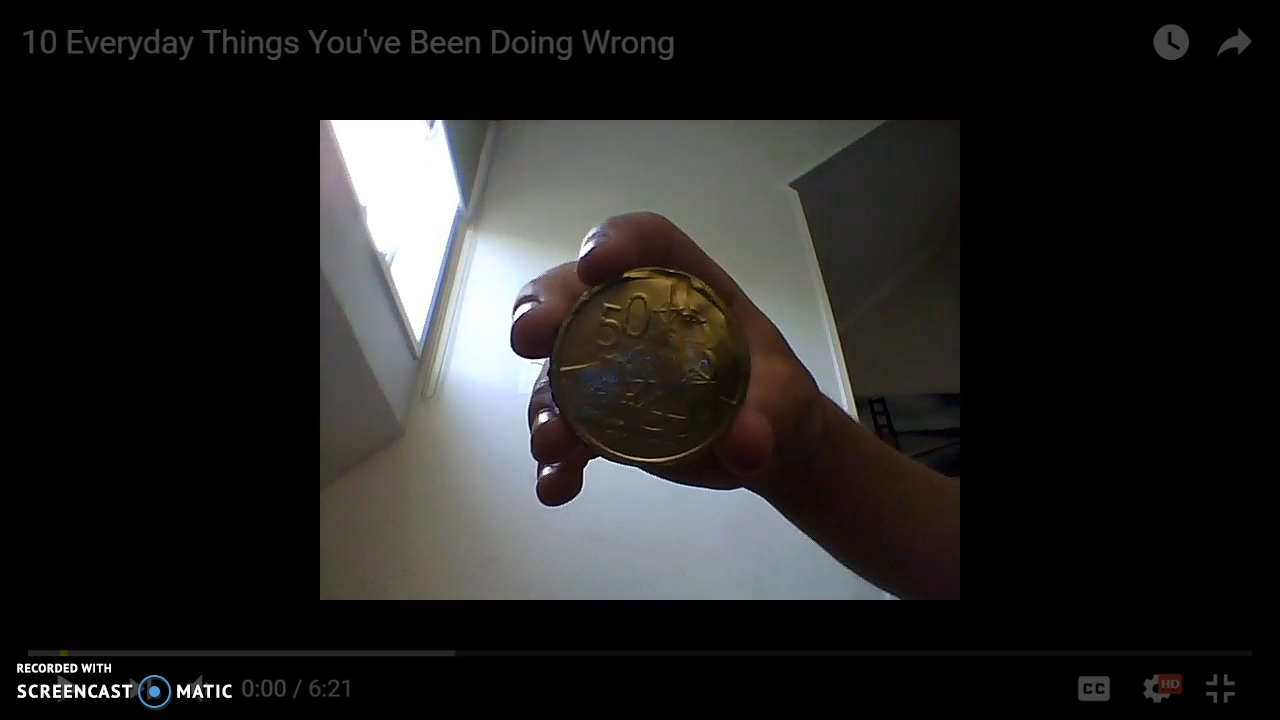 10 Everyday Things You've Been Doing Wrong
50
RECORDED WITH
SCREENCAST MATIC
0:00 / 6:21
CC
HD